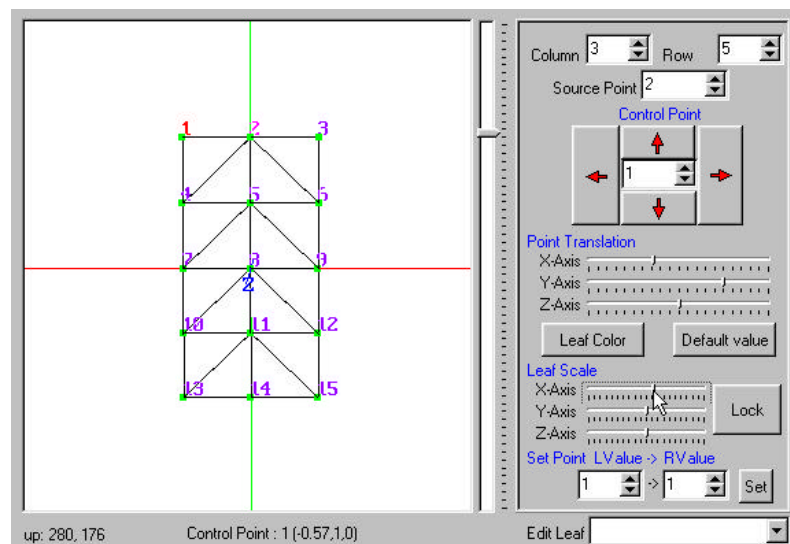 1 2 3
4 5 6
7 8 9
Z
10 11 12
13 14 15
up: 280, 176 Control Point : 1 (-0.57,1,0)
Column 3 Row 5
Source Point 2
Control Point
1
Point Translation
X-Axis
Y-Axis
Z-Axis
Leaf Color Default value
Leaf Scale
X-Axis
Y-Axis
Z-Axis
Lock
Set Point LValue -> RValue
1 -> 1 Set
Edit Leaf